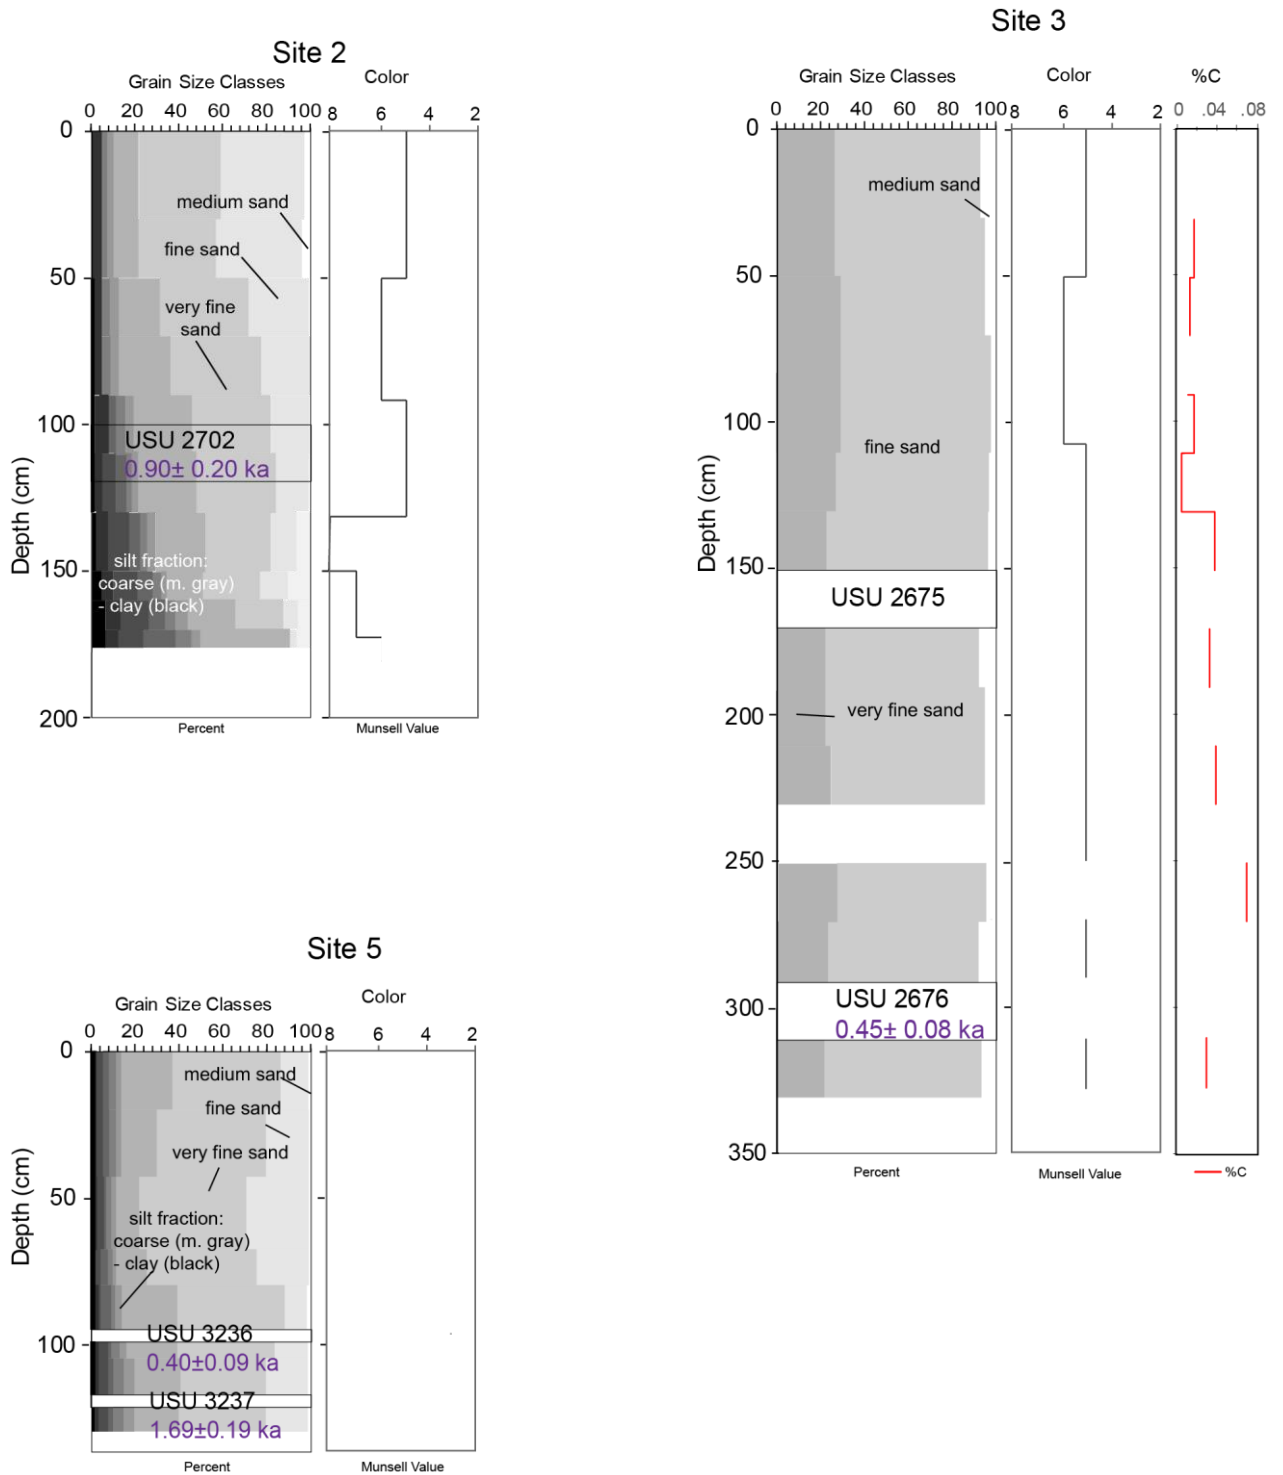 Site 2
Grain Size Classes
Color
0 20 40 60 80 100
8 6 4 2
0
50
100
150
200
Depth (cm)
medium sand
fine sand
very fine
sand
USU 2702
0.90± 0.20 ka
silt fraction:
coarse (m. gray)
- clay (black)
Percent
Munsell Value
Site 3
Grain Size Classes
Color
%C
0 20 40 60 80 100
8 6 4 2
0 .04 .08
0
50
100
150
200
250
300
350
Depth (cm)
medium sand
fine sand
USU 2675
very fine sand
USU 2676
0.45± 0.08 ka
Percent
Munsell Value
%C
Site 5
Grain Size Classes
Color
0 20 40 60 80 100
8 6 4 2
0
50
100
Depth (cm)
medium sand
fine sand
very fine sand
silt fraction:
coarse (m. gray)
- clay (black)
USU 3236
0.40±0.09 ka
USU 3237
1.69±0.19 ka
Percent
Munsell Value